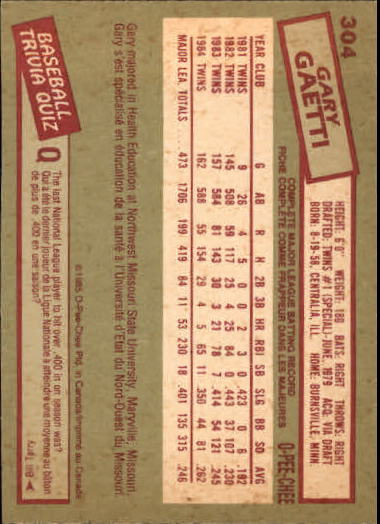 304
GARY
GAETTI
HEIGHT: 6'0" WEIGHT: 180 BATS: RIGHT THROWS: RIGHT
DRAFTED: TWINS #1 (SPECIAL) JUNE, 1979 ACQ: VIA DRAFT
BORN: 8-19-58, CENTRALIA, ILL. HOME: BURNSVILLE, MINN.
COMPLETE MAJOR LEAGUE BATTING RECORD
FICHE COMPLETE COMME FRAPPEUR DANS LES MAJEURES
O-PEE-CHEE
YEAR CLUB G AB R H 2B 3B HR RBI SB SLG BB SO AVG
1981 TWINS 9 26 4 5 0 0 2 3 0 .423 0 6 .192
1982 TWINS 145 508 59 117 25 4 25 84 0 .443 37 107 .230
1983 TWINS 157 584 81 143 30 3 21 78 7 .414 54 121 .245
1984 TWINS 162 588 55 154 29 4 5 65 11 .350 44 81 .262
MAJOR LEA. TOTALS 473 1706 199 419 84 11 53 230 18 .401 135 315 .246
Gary majored in Health Education at Northwest Missouri State University, Maryville, Missouri.
Gary s'est spécialisé en éducation de la santé à l'Université d'Etat du Nord-Ouest du Missouri.
©1985 O-Pee-Chee Ptd. in Canada/Imprimé au Canada
BASEBALL
TRIVIA QUIZ
Q
The last National League player to hit over .400 in a season was?
Qui a été le dernier joueur de la Ligue Nationale à atteindre une moyenne au bâton
de plus de .400 en une saison?
Bill Terry